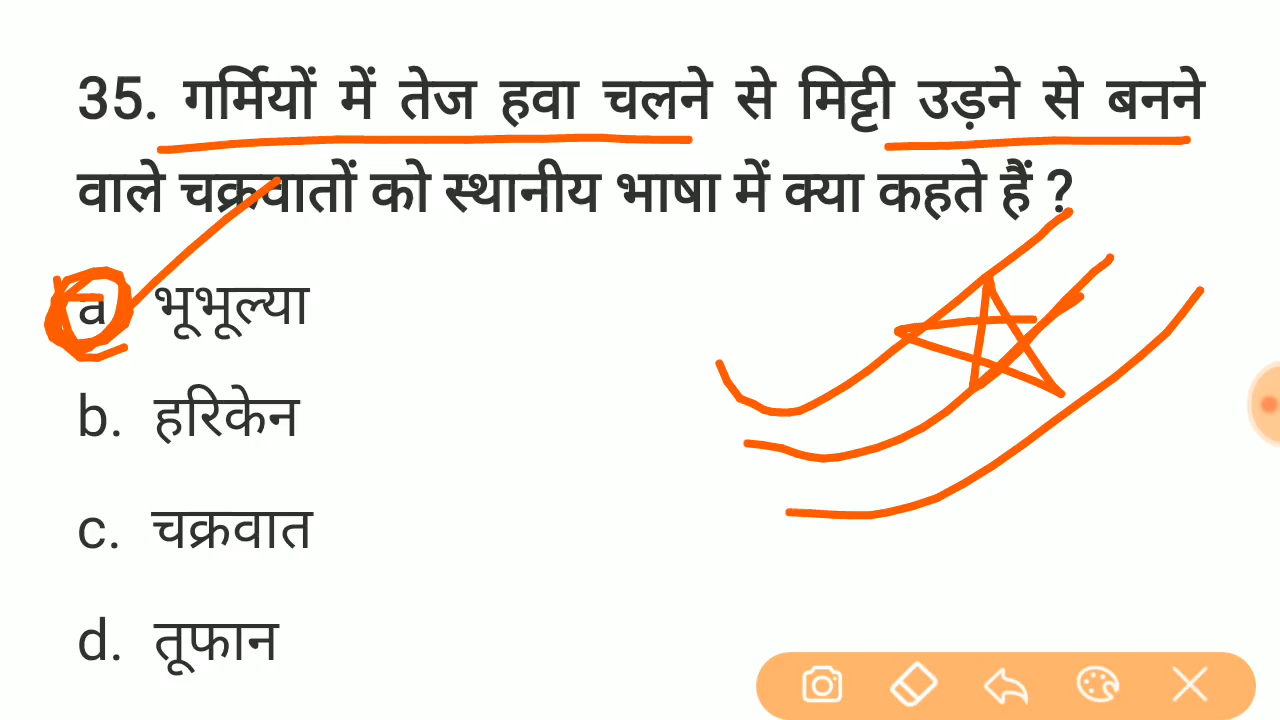 35. गर्मियों में तेज हवा चलने से मिट्टी उड़ने से बनने
वाले चक्रवातों को स्थानीय भाषा में क्या कहते हैं ?
a. भूभूल्या
b. हरिकेन
c. चक्रवात
d. तूफान